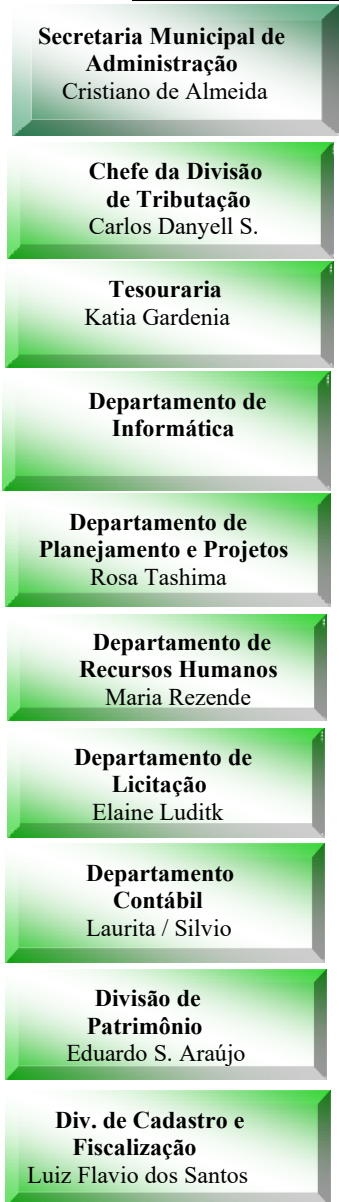 Secretaria Municipal de
Administração
Cristiano de Almeida
Chefe da Divisão
de Tributação
Carlos Danyell S.
Tesouraria
Katia Gardenia
Departamento de
Informática
Departamento de
Planejamento e Projetos
Rosa Tashima
Departamento de
Recursos Humanos
Maria Rezende
Departamento de
Licitação
Elaine Luditk
Departamento
Contábil
Laurita / Silvio
Divisão de
Patrimônio
Eduardo S. Araújo
Div. de Cadastro e
Fiscalização
Luiz Flavio dos Santos